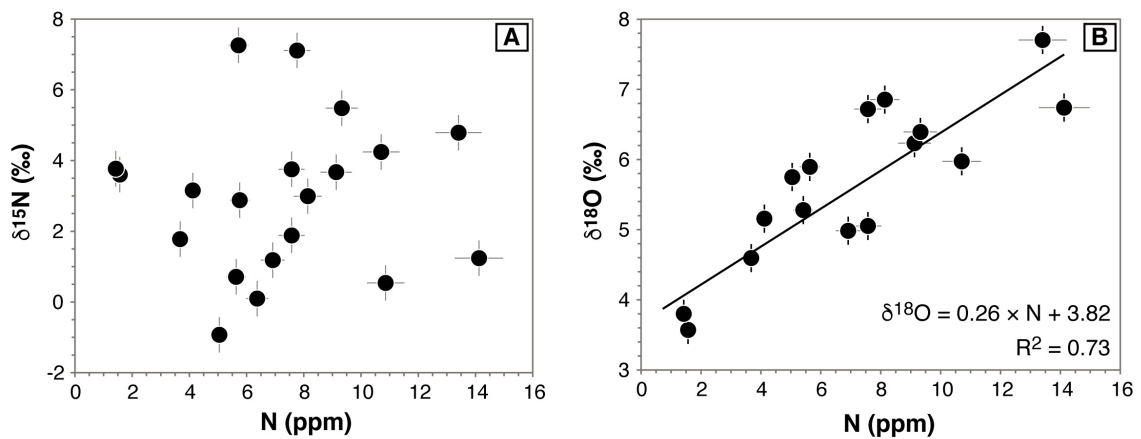 A
8
6
4
2
0
-2
δ15N (‰)
0 2 4 6 8 10 12 14 16
N (ppm)
B
8
7
6
5
4
3
δ18O (‰)
δ18O = 0.26 × N + 3.82
R2 = 0.73
0 2 4 6 8 10 12 14 16
N (ppm)